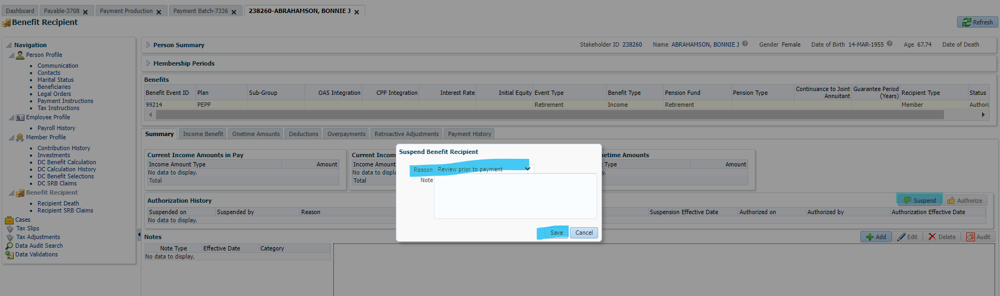 Dashboard Payable-3708 Payment Production Payment Batch-7336 238260-ABRAHAMSON, BONNIE J
Benefit Recipient Refresh
Navigation
Person Profile
Communication
Contacts
Marital Status
Beneficiaries
Legal Orders
Payment Instructions
Tax Instructions
Employee Profile
Payroll History
Member Profile
Contribution History
Investments
DC Benefit Calculation
DC Calculation History
DC Benefit Selections
DC SRB Claims
Benefit Recipient
Recipient Death
Recipient SRB Claims
Cases
Tax Slips
Tax Adjustments
Data Audit Search
Data Validations
Person Summary Stakeholder ID 238260 Name ABRAHAMSON, BONNIE J Gender Female Date of Birth 14-MAR-1955 Age 67.74 Date of Death
Membership Periods
Benefits
Benefit Event ID Plan Sub-Group OAS Integration CPP Integration Interest Rate Initial Equity Event Type Benefit Type Pension Fund Pension Type Continuance to Joint Annuitant Guarantee Period (Years) Recipient Type Status
99214 PEPP Retirement Income Retirement Member Authoriz
Summary Income Benefit Onetime Amounts Deductions Overpayments Retroactive Adjustments Payment History
Current Income Amounts in Pay
Income Amount Type Amount
No data to display.
Total
Current Incom
Income Amount
No data to displ
Total
netime Amounts
Type Amount
y.
Suspend Benefit Recipient
Reason Review prior to payment
Note
Save Cancel
Authorization History Suspend Authorize
Suspended on Suspended by Reason Suspension Effective Date Authorized on Authorized by Authorization Effective Date
No data to display.
Notes Add Edit Delete Audit
Note Type Effective Date Category
No data to display.